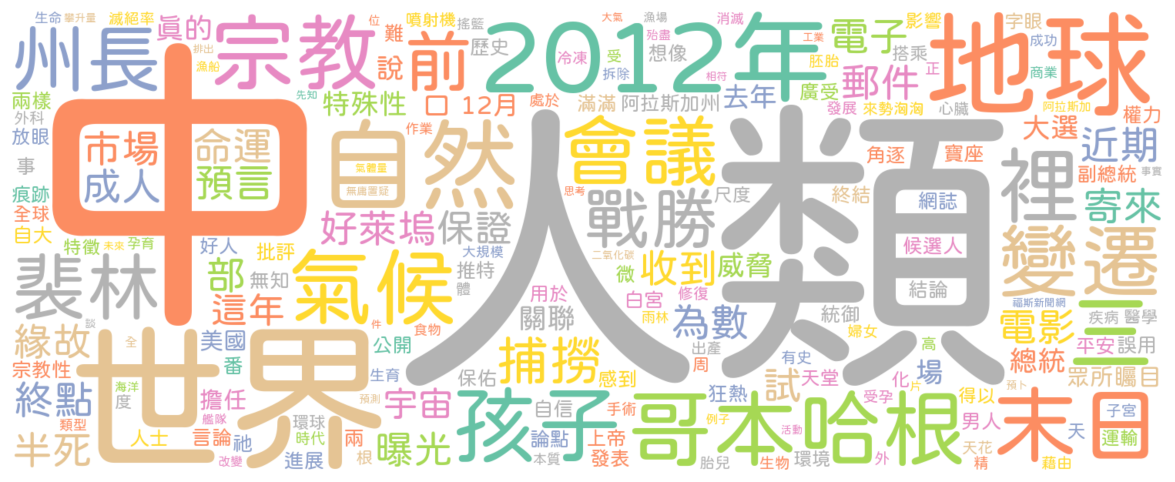 生命
攀升量
滅絕率
眞的
宗教
難
位
噴射機
搖籃
歷史
2012年
大氣
漁場
消滅
冷凍
受
殆盡
想像
拆除
相符
工業
電子
影響
字眼
搭乘
成功
地球
州長
排出
漁船
前
說
胚胎
郵件
正
商業
兩樣
外科
先知
特殊性
口
12月
處於
滿滿
阿拉斯加州
去年
廣受
發展
來勢洶洶
心臟
阿拉斯加
權力
放眼
中
市場
命運
自然
作業
會議
人類
大選
近期
事
成人
預言
氣體量
無庸置疑
思考
戰勝
尺度
角逐
寶座
終結
網誌
裡
副總統
事實
痕跡
全球
自大
寄來
特徵
未來
孕育
好人
批評
好萊塢
保證
大規模
二氧化碳
候選人
變遷
裴林
部
無知
氣候
推特
體
微
收到
威脅
結論
這年
用於
白宮
修復
統御
福斯新聞網
緣故
談
世界
美國
件
食物
關聯
雨林
為數
婦女
電影
疾病
醫學
三
宗教性
全
番
公開
捕撈
出產
周
有史
高
總統
平安
誤用
終點
海洋
度
擔任
生育
保佑
感到
試
天堂
化
片
場
預卜
眾所矚目
類型
艦隊
預測
宇宙
孩子
自信
手術
狂熱
受孕
得以
末日
子宮
半死
人士
言論
祂
環球
時代
兩
曝光
論點
上帝
例子
哥本哈根
男人
天
運輸
改變
進展
根
本質
發表
胎兒
活動
生物
環境
外
天花
精
藉由